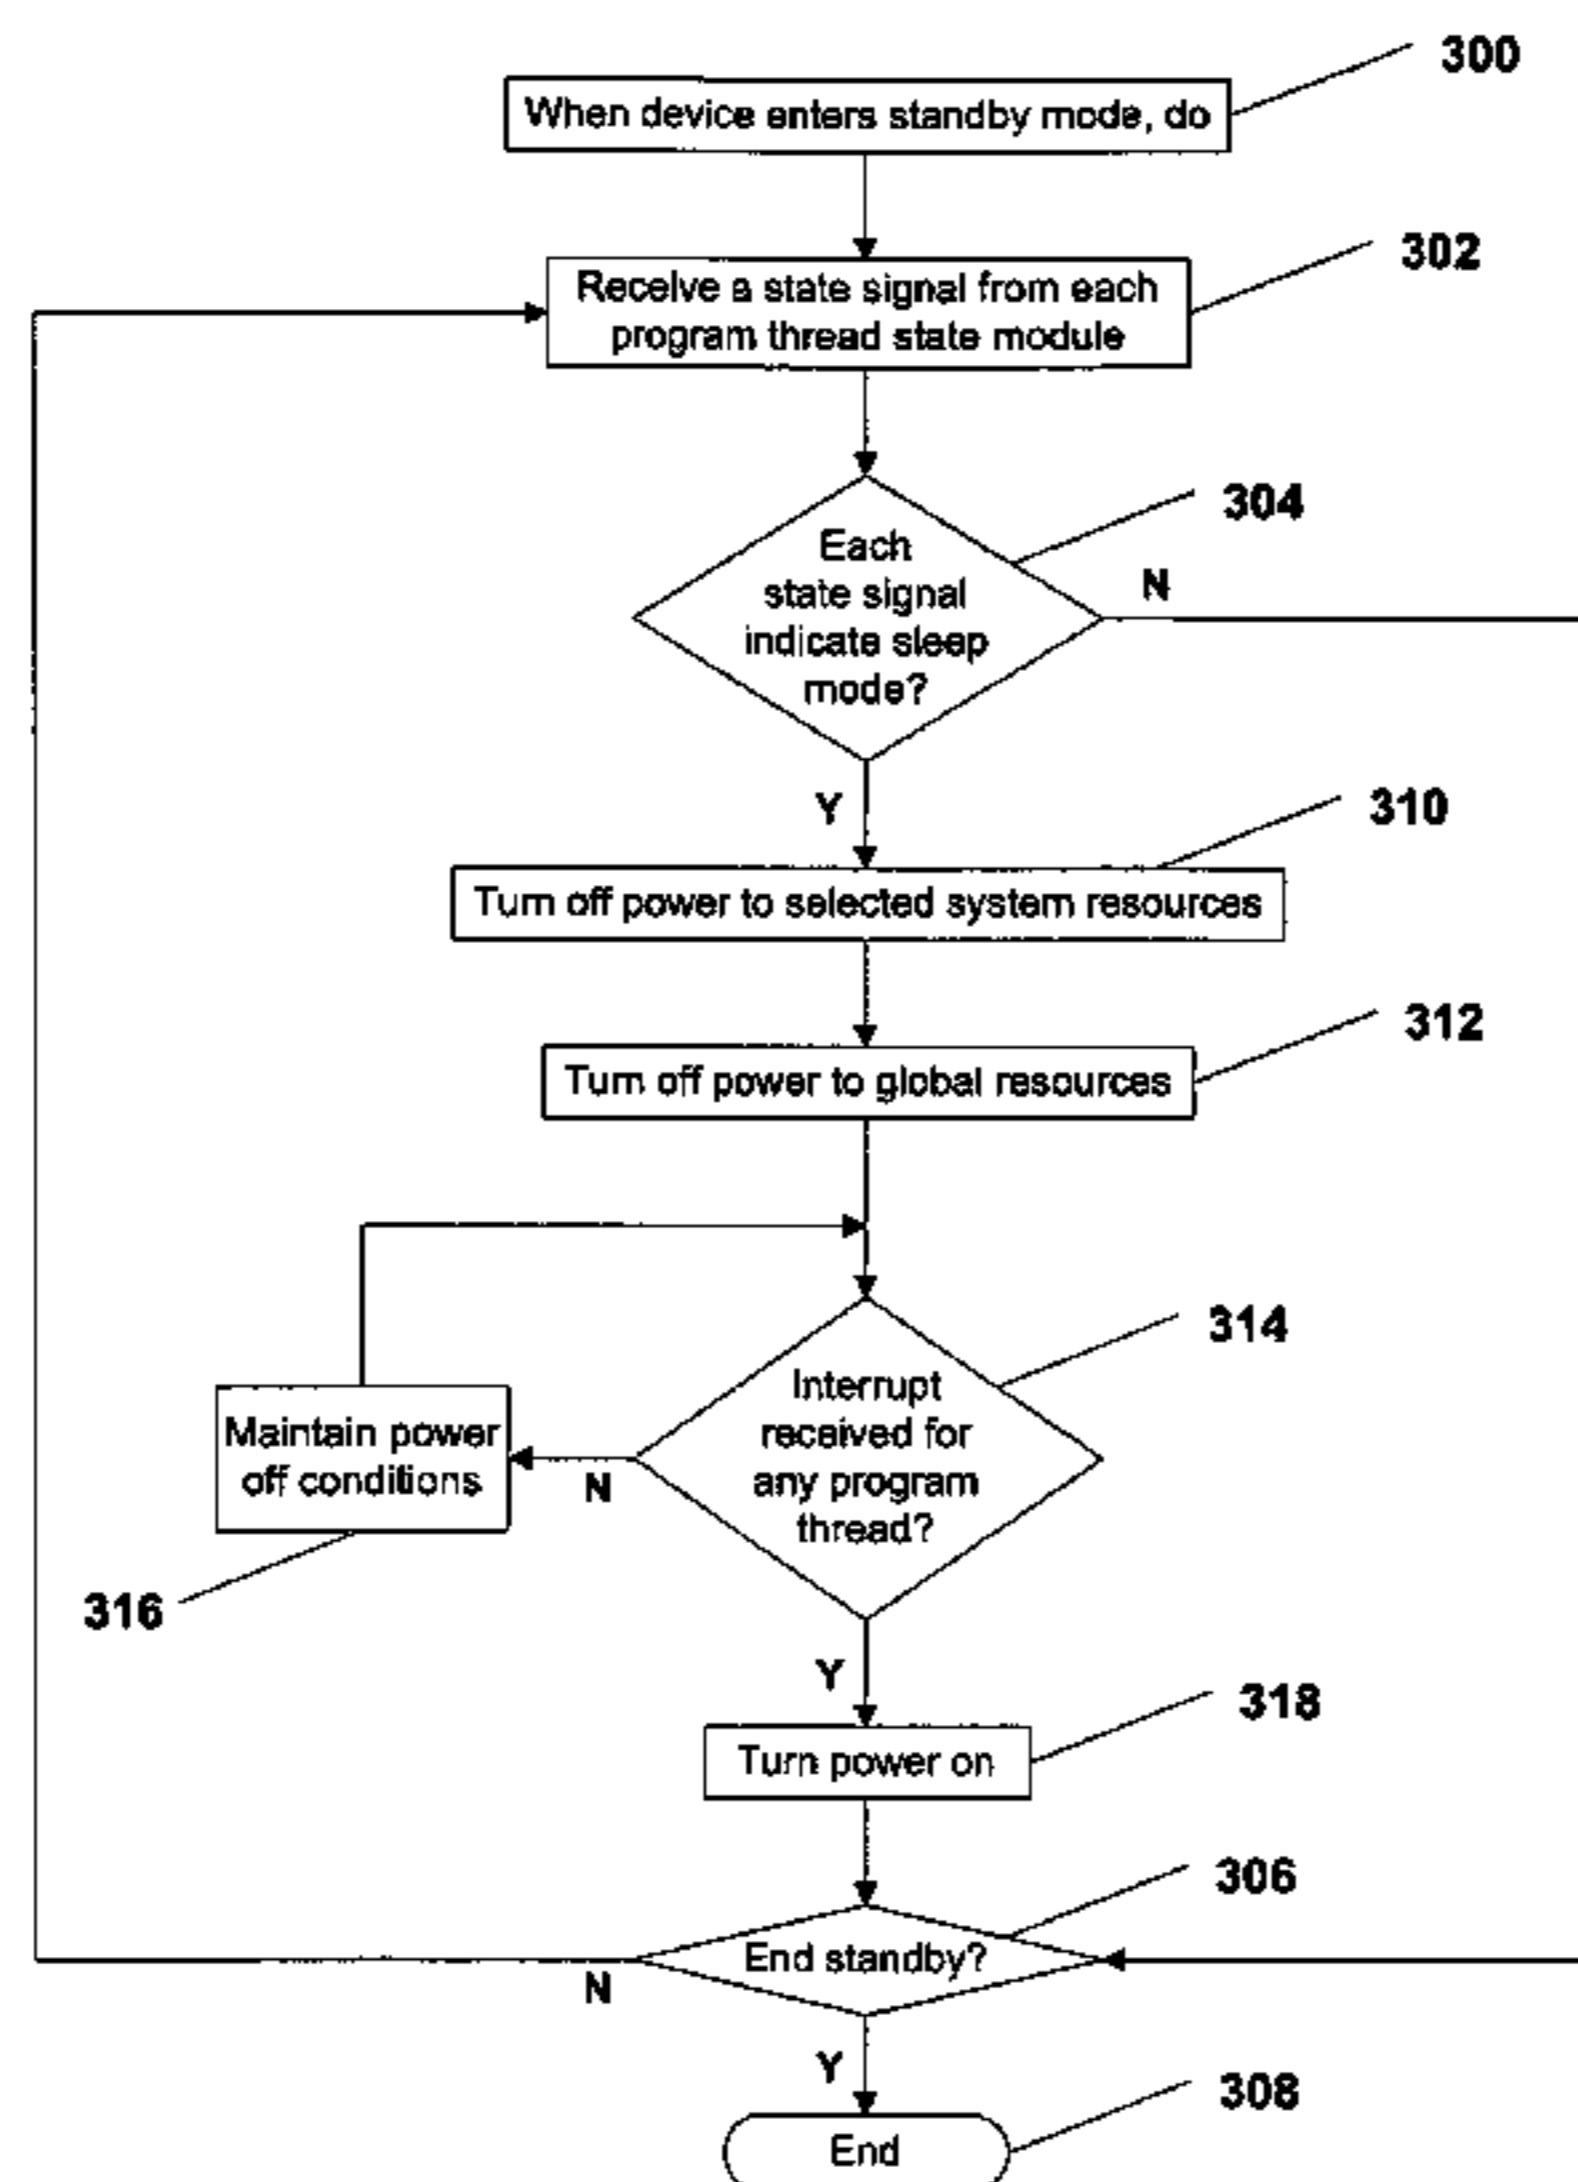 300
When device enters standby mode, do
302
Receive a state signal from each
program thread state module
304
Each
state signal
indicate sleep
mode?
N
Y
310
Turn off power to selected system resources
312
Turn off power to global resources
314
Interrupt
received for
any program
thread?
Maintain power
off conditions
N
316
Y
318
Turn power on
306
End standby?
N
Y
308
End